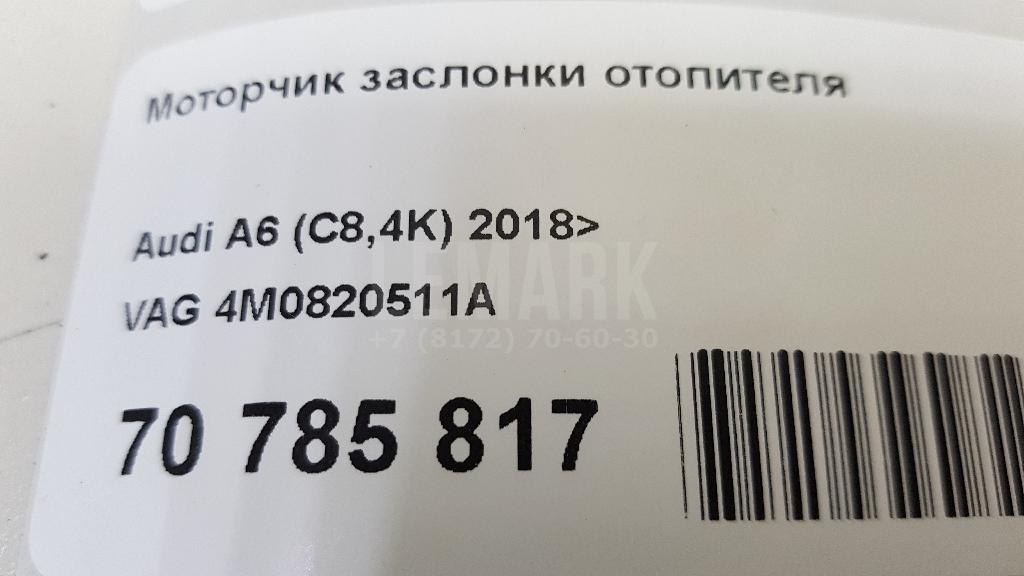 Моторчик заслонки отопителя
Audi A6 (C8,4K) 2018>
VAG 4M0820511A
LEMARK
+7 (8172) 70-60-30
70 785 817